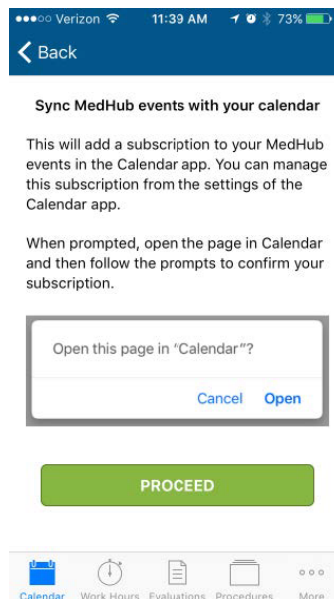 ●●●○○ Verizon 11:39 AM 73%
Back
Sync MedHub events with your calendar
This will add a subscription to your MedHub
events in the Calendar app. You can manage
this subscription from the settings of the
Calendar app.
When prompted, open the page in Calendar
and then follow the prompts to confirm your
subscription.
Open this page in “Calendar”?
Cancel Open
PROCEED
Calendar Work Hours Evaluations Procedures More